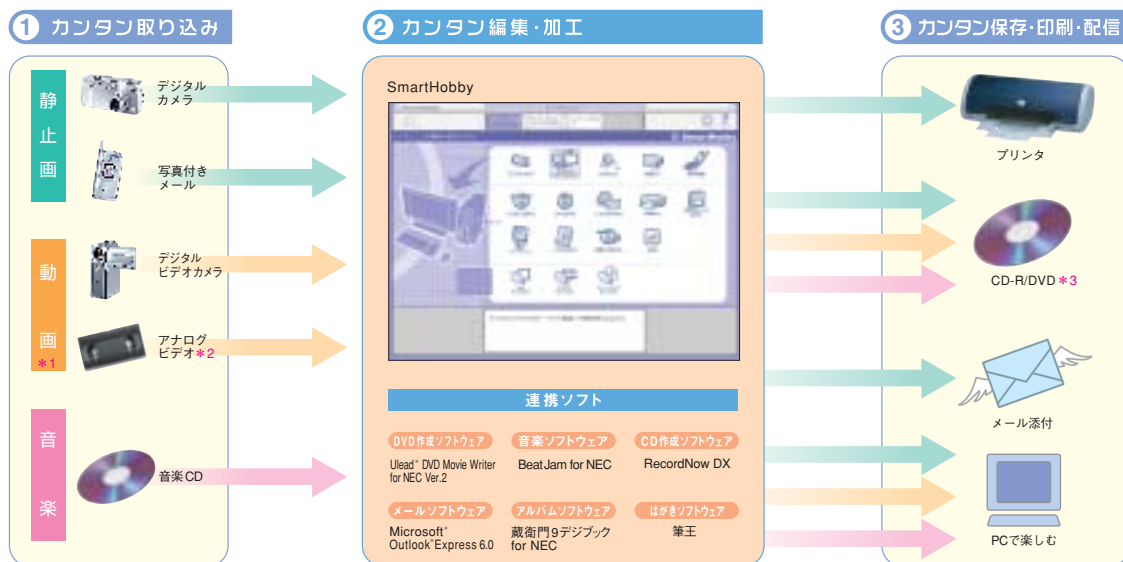 1 カンタン取り込み
静止画
デジタル
カメラ
写真付き
メール
動画
*1
デジタル
ビデオカメラ
アナログ
ビデオ*2
音楽
音楽CD
2 カンタン編集・加工
SmartHobby
連携ソフト
DVD作成ソフトウェア
Ulead® DVD Movie Writer
for NEC Ver.2
音楽ソフトウェア
BeatJam for NEC
CD作成ソフトウェア
RecordNow DX
メールソフトウェア
Microsoft®
Outlook®Express 6.0
アルバムソフトウェア
蔵衛門9デジブック
for NEC
はがきソフトウェア
筆王
3 カンタン保存・印刷・配信
プリンタ
CD-R/DVD*3
メール添付
PCで楽しむ